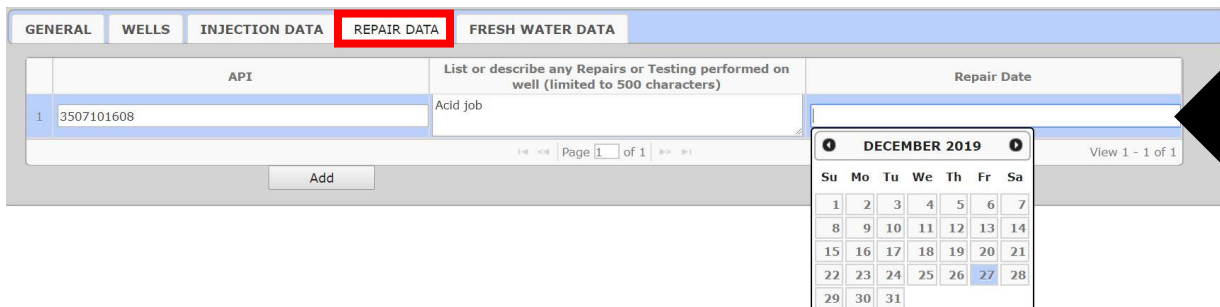 GENERAL WELLS INJECTION DATA REPAIR DATA FRESH WATER DATA
API
List or describe any Repairs or Testing performed on
well (limited to 500 characters)
Repair Date
1 3507101608
Acid job
Page 1 of 1
View 1 - 1 of 1
Add
DECEMBER 2019
Su Mo Tu We Th Fr Sa
1 2 3 4 5 6 7
8 9 10 11 12 13 14
15 16 17 18 19 20 21
22 23 24 25 26 27 28
29 30 31